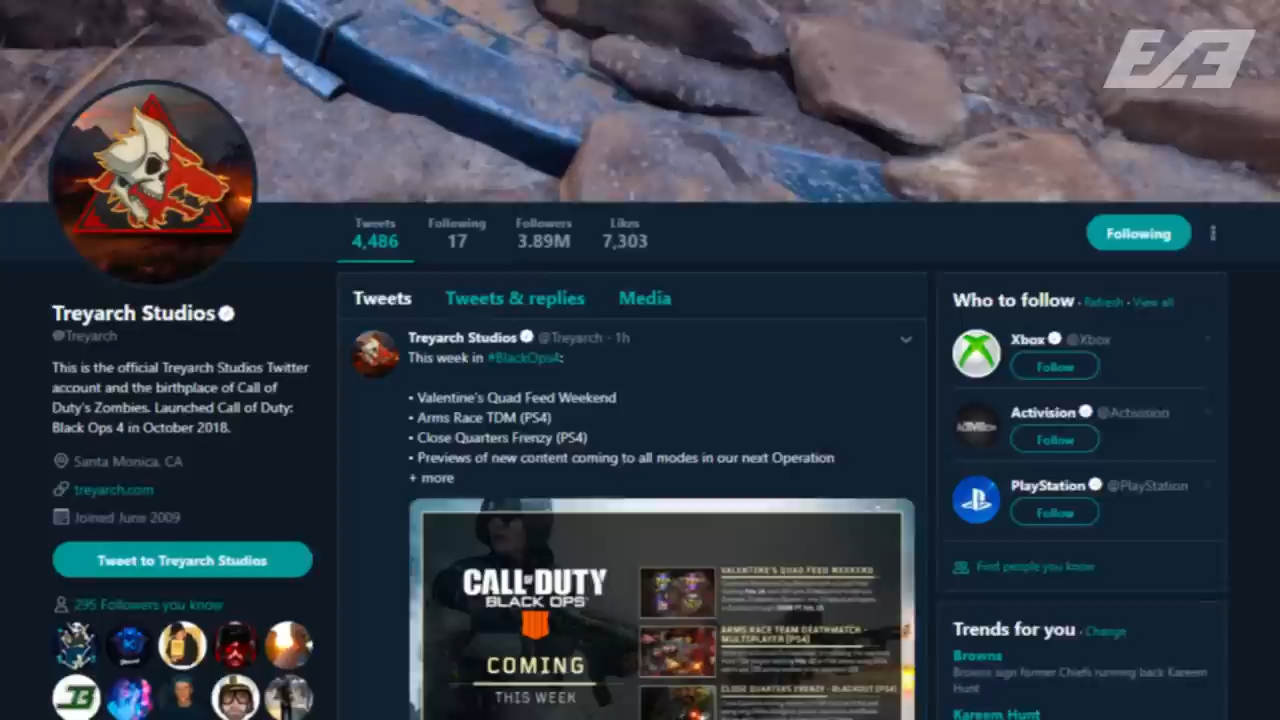 Tweets
4,486
Following
17
Followers
3.89M
Likes
7,303
Following
Treyarch Studios
@Treyarch
This is the official Treyarch Studios Twitter
account and the birthplace of Call of
Duty's Zombies. Launched Call of Duty:
Black Ops 4 in October 2018.
Santa Monica, CA
treyarch.com
Joined June 2009
Tweet to Treyarch Studios
295 Followers you know
Tweets Tweets & replies Media
Treyarch Studios @Treyarch · 1h
This week in #BlackOps4:
• Valentine's Quad Feed Weekend
• Arms Race TDM (PS4)
• Close Quarters Frenzy (PS4)
• Previews of new content coming to all modes in our next Operation
+ more
CALL OF DUTY
BLACK OPS
COMING
THIS WEEK
VALENTINE'S QUAD FEED WEEKEND
ARMS RACE TEAM DEATHMATCH -
MULTIPLAYER (PS4)
CLOSE QUARTERS FRENZY - BLACKOUT (PS4)
Who to follow · Refresh · View all
Xbox @Xbox
Follow
Activision @Activision
Follow
PlayStation @PlayStation
Follow
Find people you know
Trends for you · Change
Browns
Browns sign former Chiefs running back Kareem
Hunt
Kareem Hunt